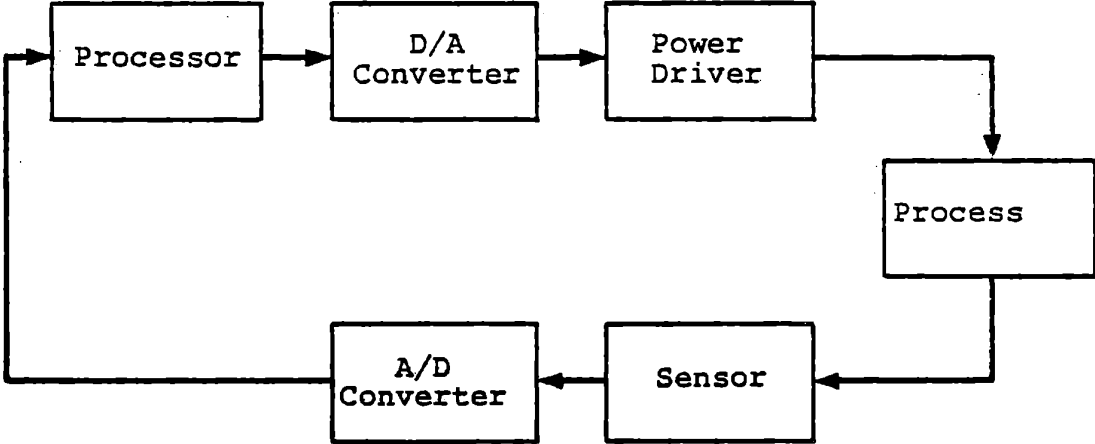 Processor
D/A
Converter
Power
Driver
Process
A/D
Converter
Sensor